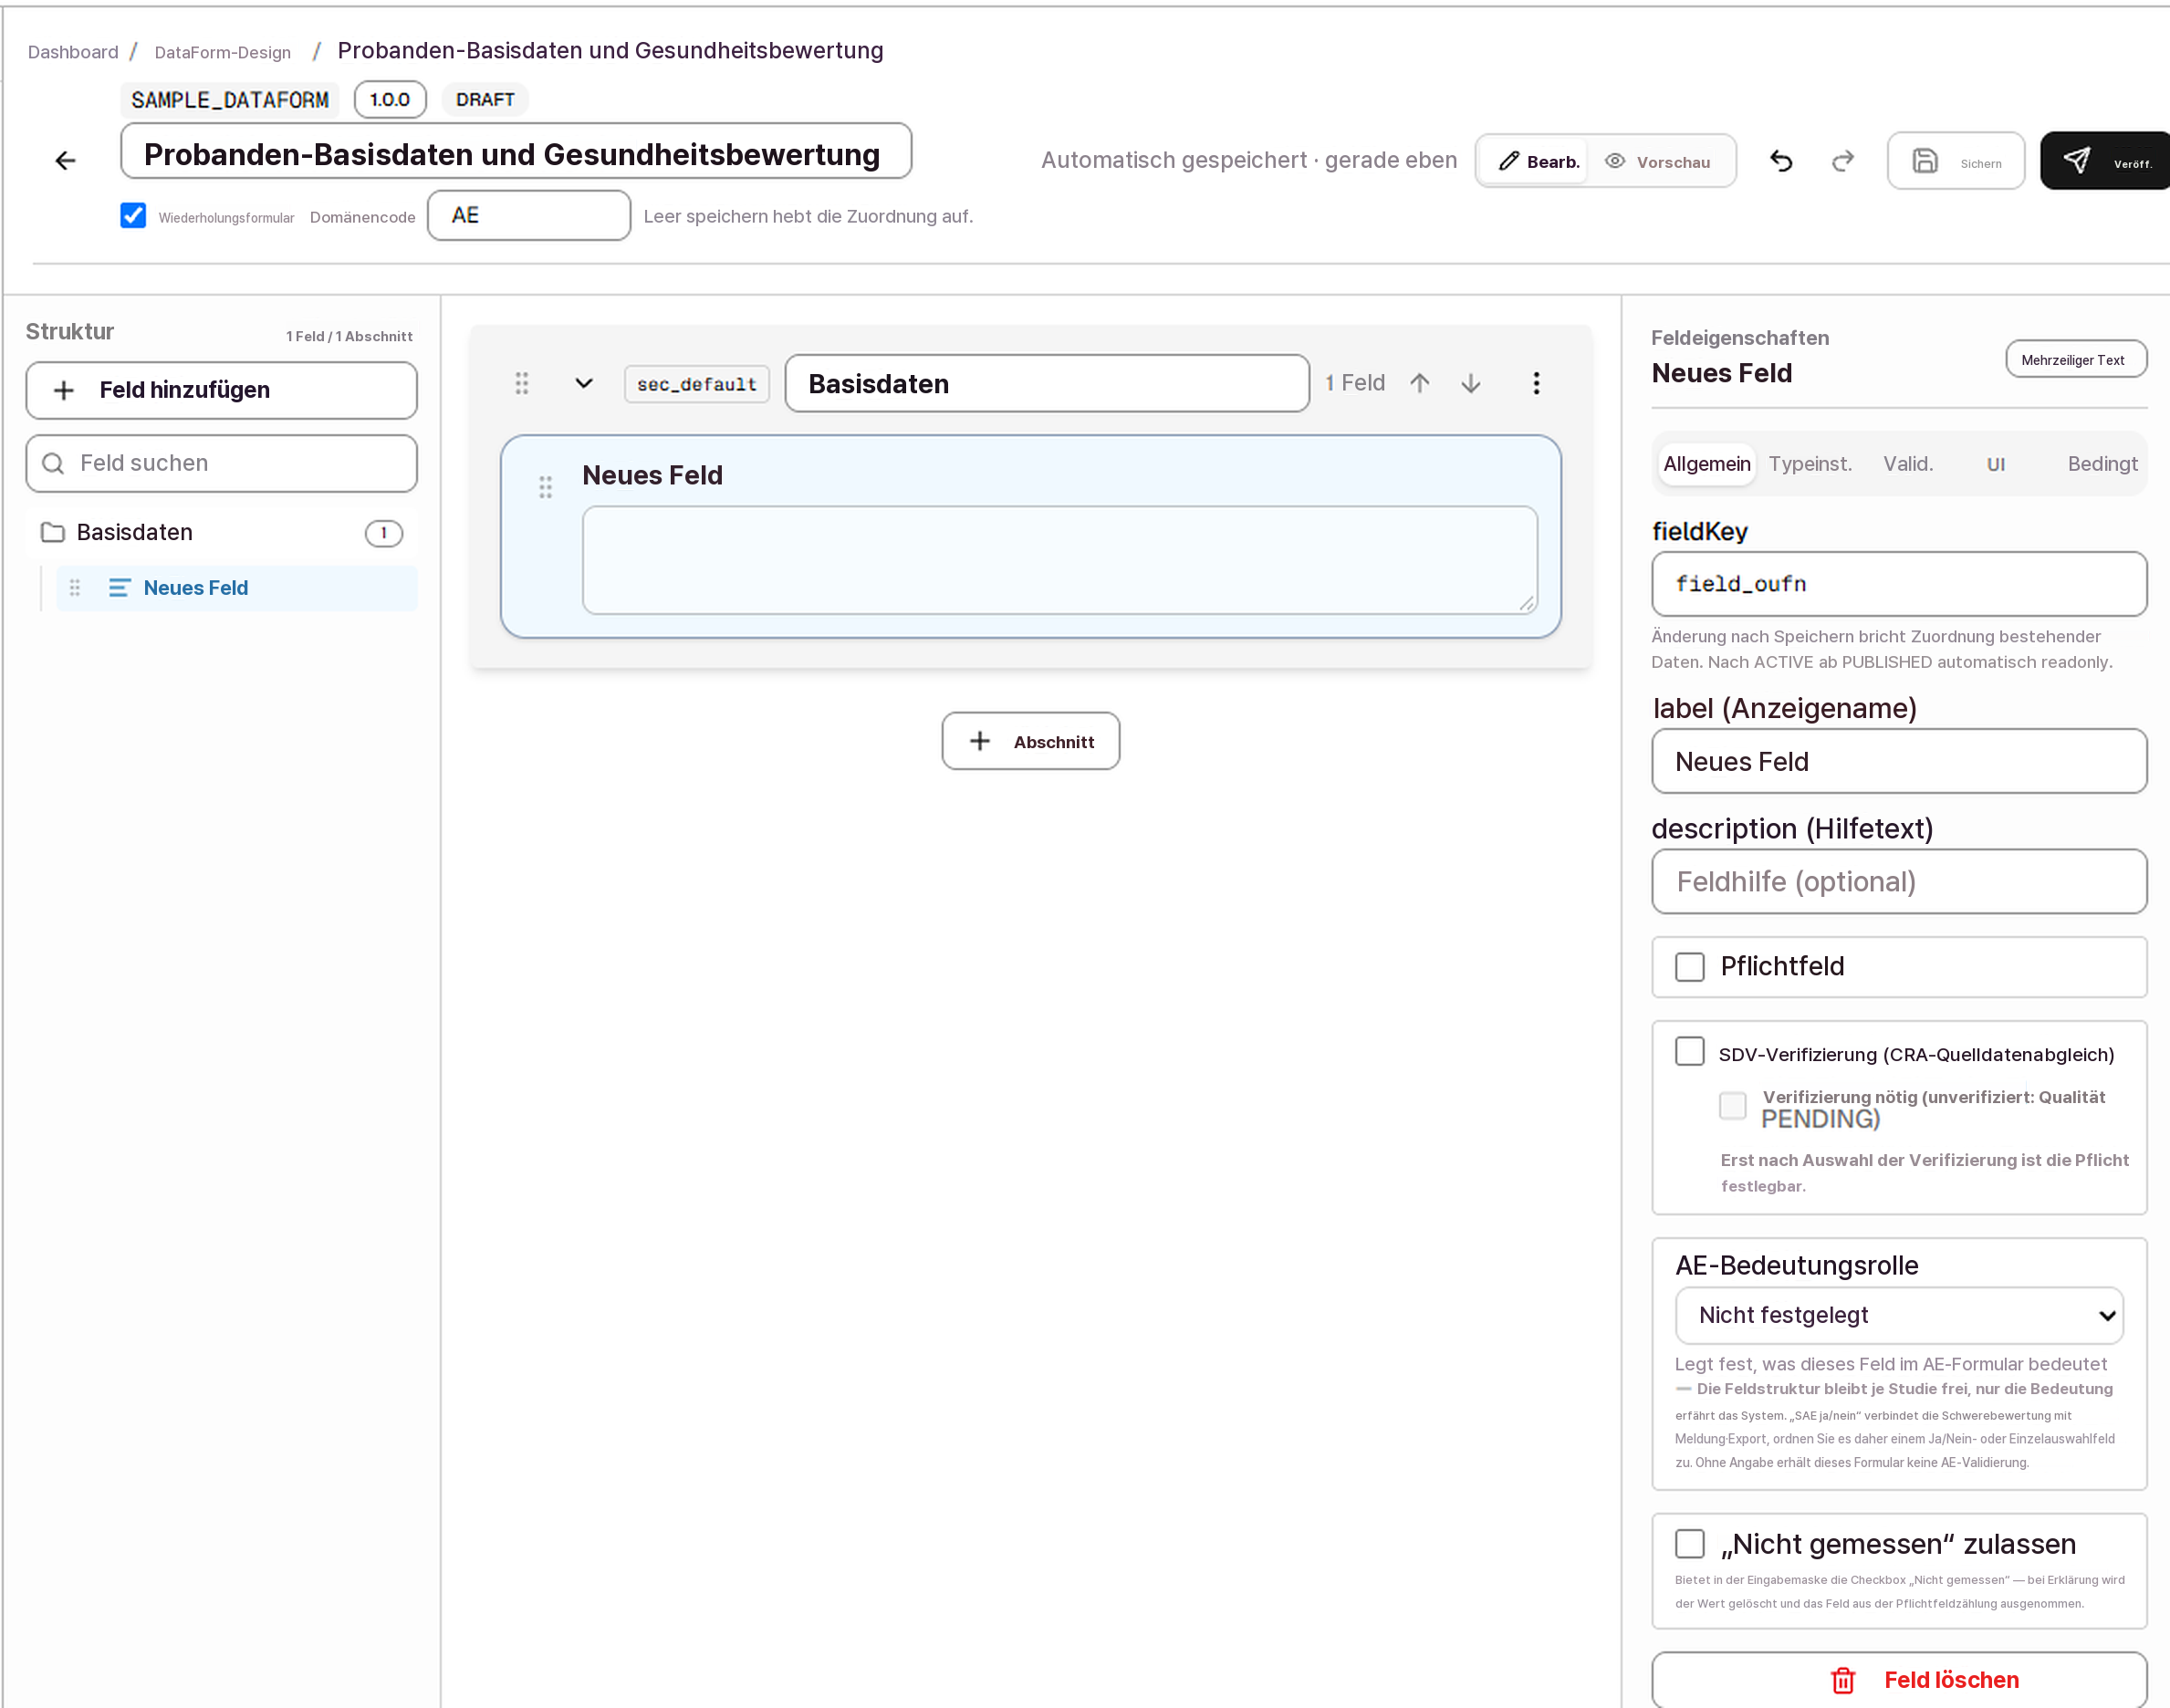 Dashboard / DataForm-Design / Probanden-Basisdaten und Gesundheitsbewertung
SAMPLE_DATAFORM 1.0.0 DRAFT
Probanden-Basisdaten und Gesundheitsbewertung
Automatisch gespeichert · gerade eben
Bearb.
Vorschau
Sichern
Veröff.
Wiederholungsformular Domänencode AE Leer speichern hebt die Zuordnung auf.
Struktur
1 Feld / 1 Abschnitt
+ Feld hinzufügen
Feld suchen
Basisdaten 1
Neues Feld
sec_default Basisdaten 1 Feld
Neues Feld
+ Abschnitt
Feldeigenschaften
Neues Feld
Mehrzeiliger Text
Allgemein Typeinst. Valid. UI Bedingt
fieldKey
field_oufn
Änderung nach Speichern bricht Zuordnung bestehender
Daten. Nach ACTIVE ab PUBLISHED automatisch readonly.
label (Anzeigename)
Neues Feld
description (Hilfetext)
Feldhilfe (optional)
Pflichtfeld
SDV-Verifizierung (CRA-Quelldatenabgleich)
Verifizierung nötig (unverifiziert: Qualität
PENDING)
Erst nach Auswahl der Verifizierung ist die Pflicht
festlegbar.
AE-Bedeutungsrolle
Nicht festgelegt
Legt fest, was dieses Feld im AE-Formular bedeutet
— Die Feldstruktur bleibt je Studie frei, nur die Bedeutung
erfährt das System. „SAE ja/nein“ verbindet die Schwerebewertung mit
Meldung·Export, ordnen Sie es daher einem Ja/Nein- oder Einzelauswahlfeld
zu. Ohne Angabe erhält dieses Formular keine AE-Validierung.
„Nicht gemessen“ zulassen
Bietet in der Eingabemaske die Checkbox „Nicht gemessen“ — bei Erklärung wird
der Wert gelöscht und das Feld aus der Pflichtfeldzählung ausgenommen.
Feld löschen